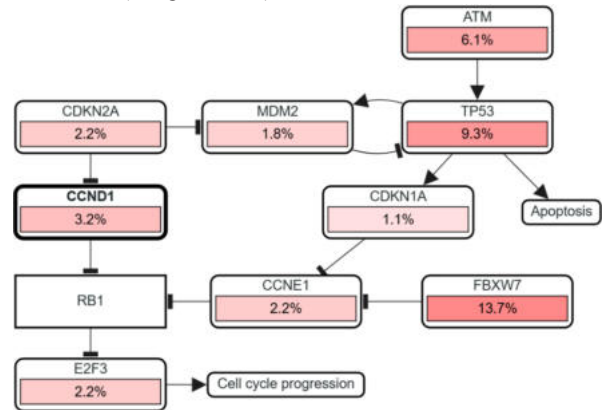 ATM
6.1%
CDKN2A
2.2%
MDM2
1.8%
TP53
9.3%
CCND1
3.2%
CDKN1A
1.1%
Apoptosis
RB1
CCNE1
2.2%
FBXW7
13.7%
E2F3
2.2%
Cell cycle progression